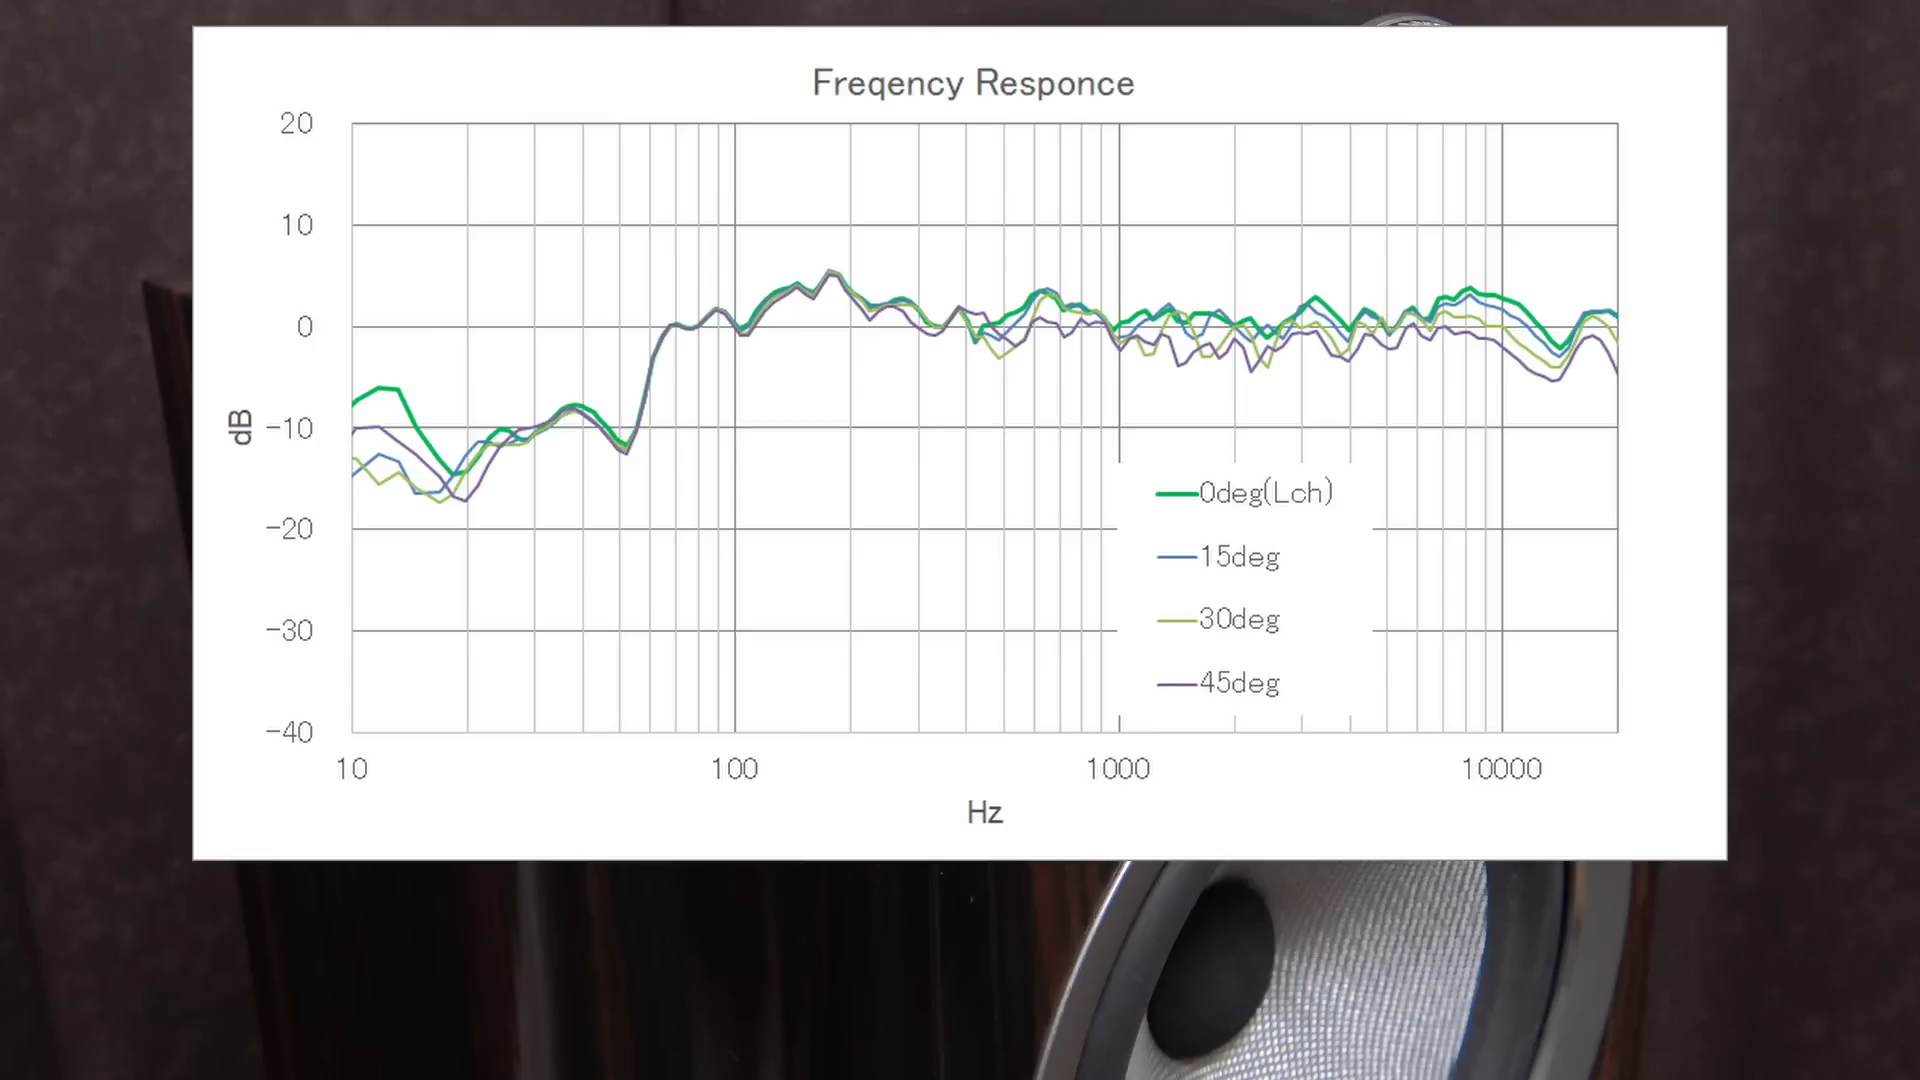 Freqency Responce
20
10
0
-10
-20
-30
-40
dB
0deg(Lch)
15deg
30deg
45deg
10 100 1000 10000
Hz